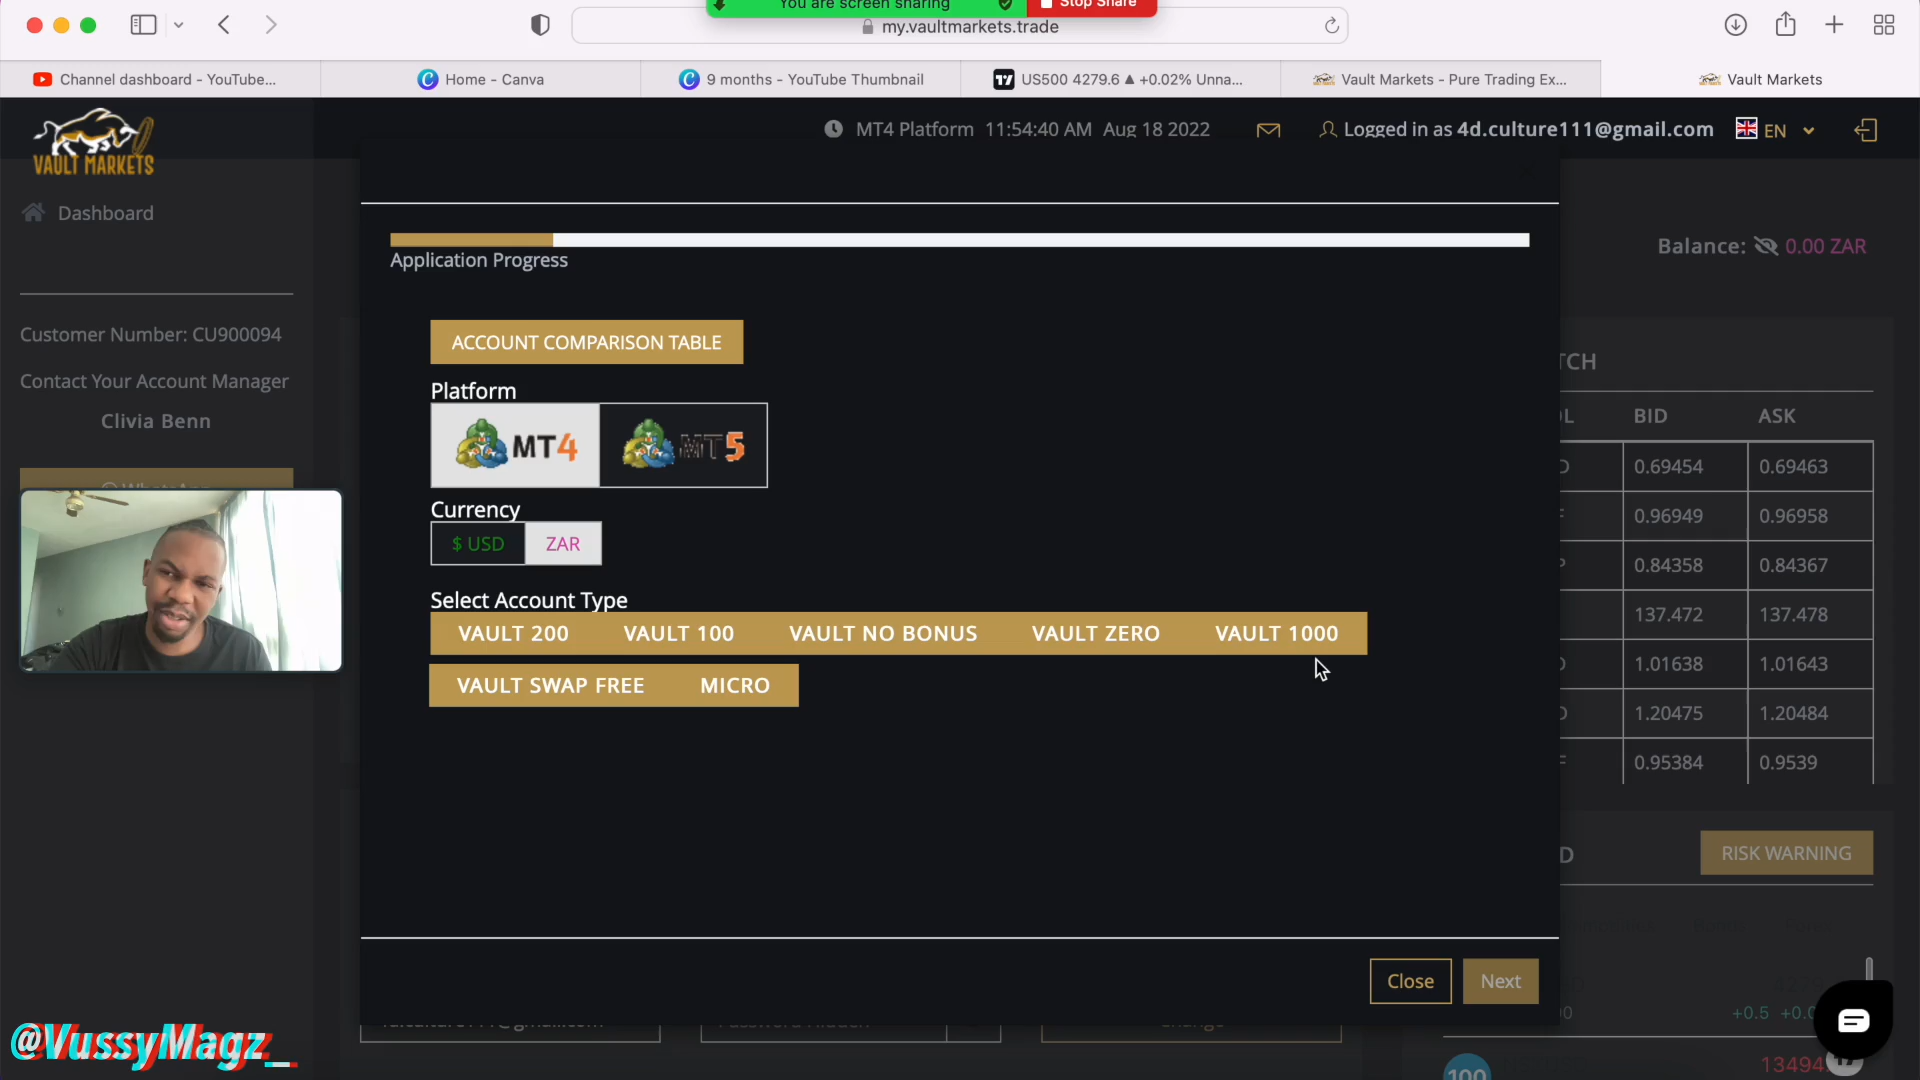 You are screen sharing
Stop Share
my.vaultmarkets.trade
Channel dashboard - YouTube...
Home - Canva
9 months - YouTube Thumbnail
US500 4279.6 ▲ +0.02% Unna...
Vault Markets - Pure Trading Ex...
Vault Markets
VAULT MARKETS
MT4 Platform 11:54:40 AM Aug 18 2022
Logged in as 4d.culture111@gmail.com
EN
Dashboard
Balance: 0.00 ZAR
Application Progress
Customer Number: CU900094
ACCOUNT COMPARISON TABLE
Contact Your Account Manager
Clivia Benn
Platform
MT4
MT5
Currency
$ USD
ZAR
Select Account Type
VAULT 200 VAULT 100 VAULT NO BONUS VAULT ZERO VAULT 1000
VAULT SWAP FREE MICRO
BID ASK
0.69454 0.69463
0.96949 0.96958
0.84358 0.84367
137.472 137.478
1.01638 1.01643
1.20475 1.20484
0.95384 0.9539
RISK WARNING
Close
Next
+0.5
100
@VussyMagz_